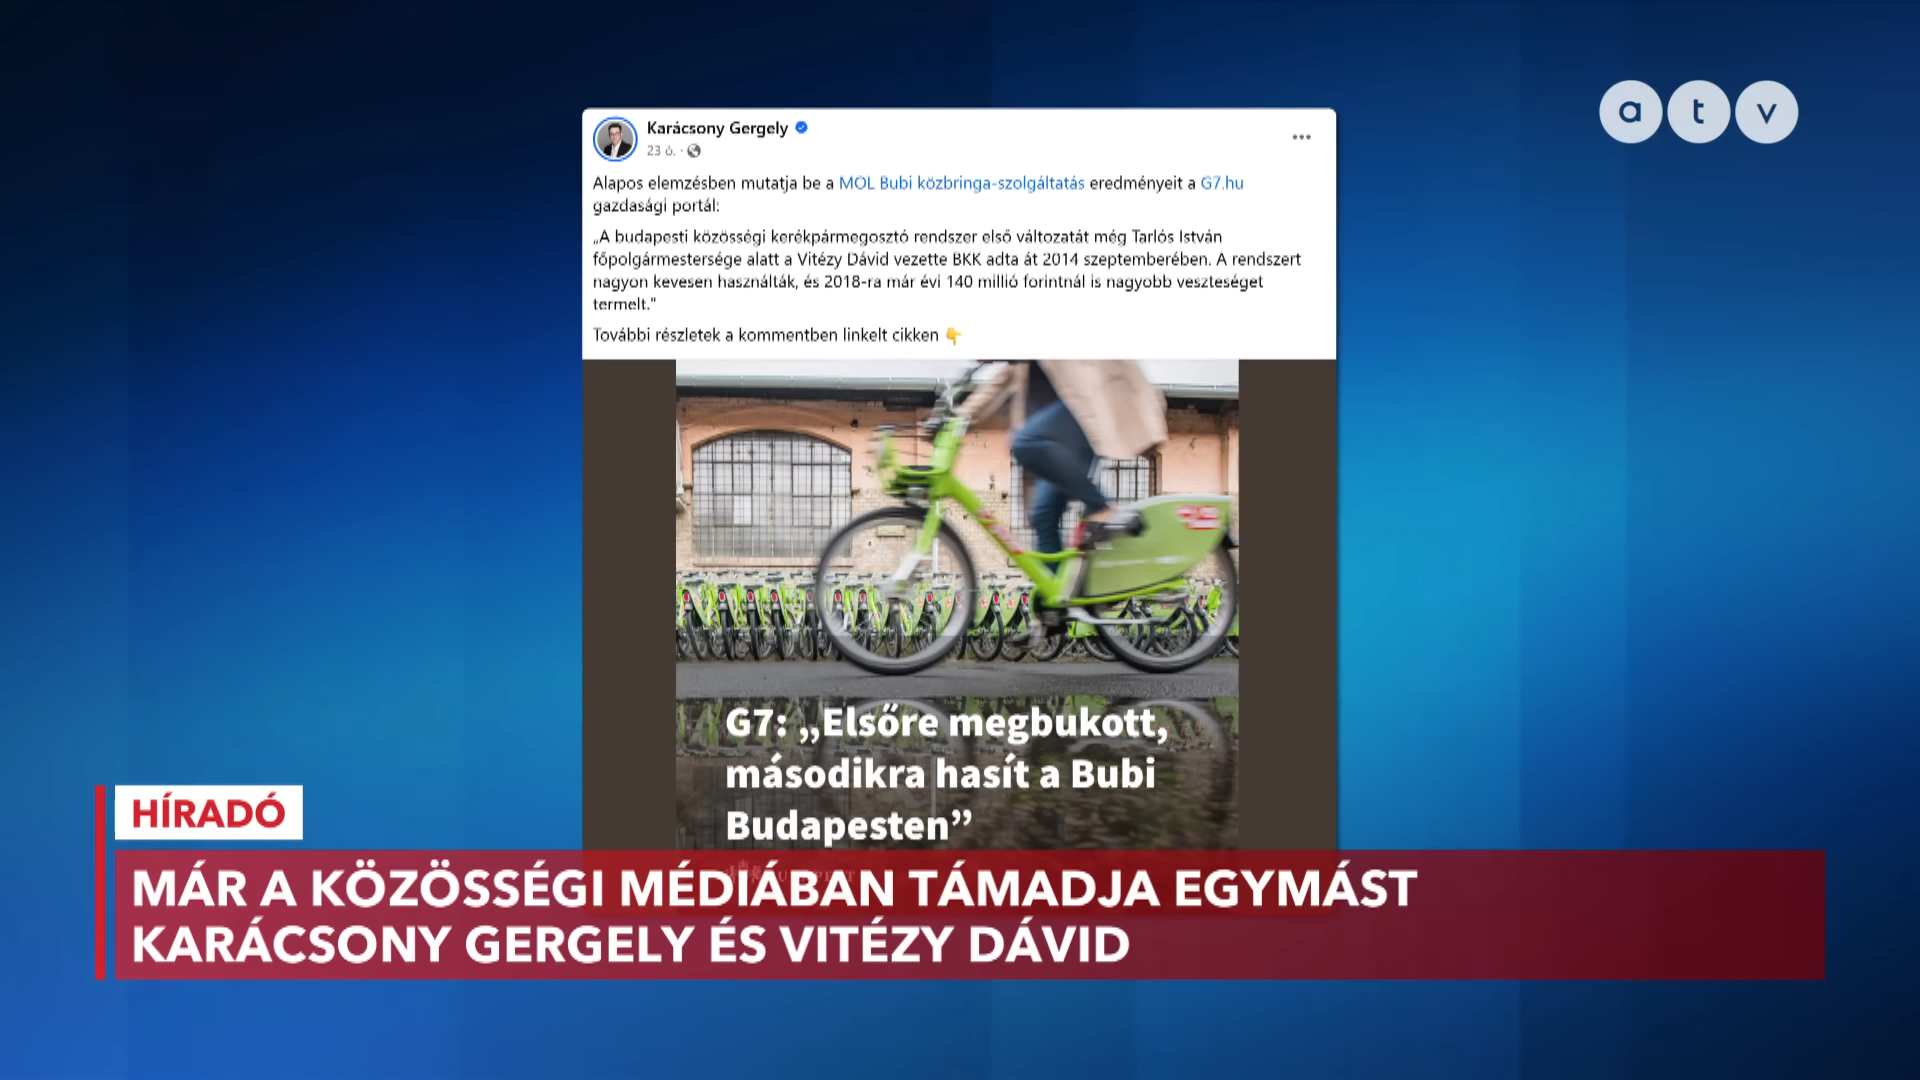 a t v
Karácsony Gergely
23 ó.
Alapos elemzésben mutatja be a MOL Bubi közbringa-szolgáltatás eredményeit a G7.hu
gazdasági portál:
„A budapesti közösségi kerékpármegosztó rendszer első változatát még Tarlós István
főpolgármestersége alatt a Vitézy Dávid vezette BKK adta át 2014 szeptemberében. A rendszert
nagyon kevesen használták, és 2018-ra már évi 140 millió forintnál is nagyobb veszteséget
termelt."
További részletek a kommentben linkelt cikken
G7: „Elsőre megbukott,
másodikra hasít a Bubi
Budapesten”
HÍRADÓ
MÁR A KÖZÖSSÉGI MÉDIÁBAN TÁMADJA EGYMÁST
KARÁCSONY GERGELY ÉS VITÉZY DÁVID